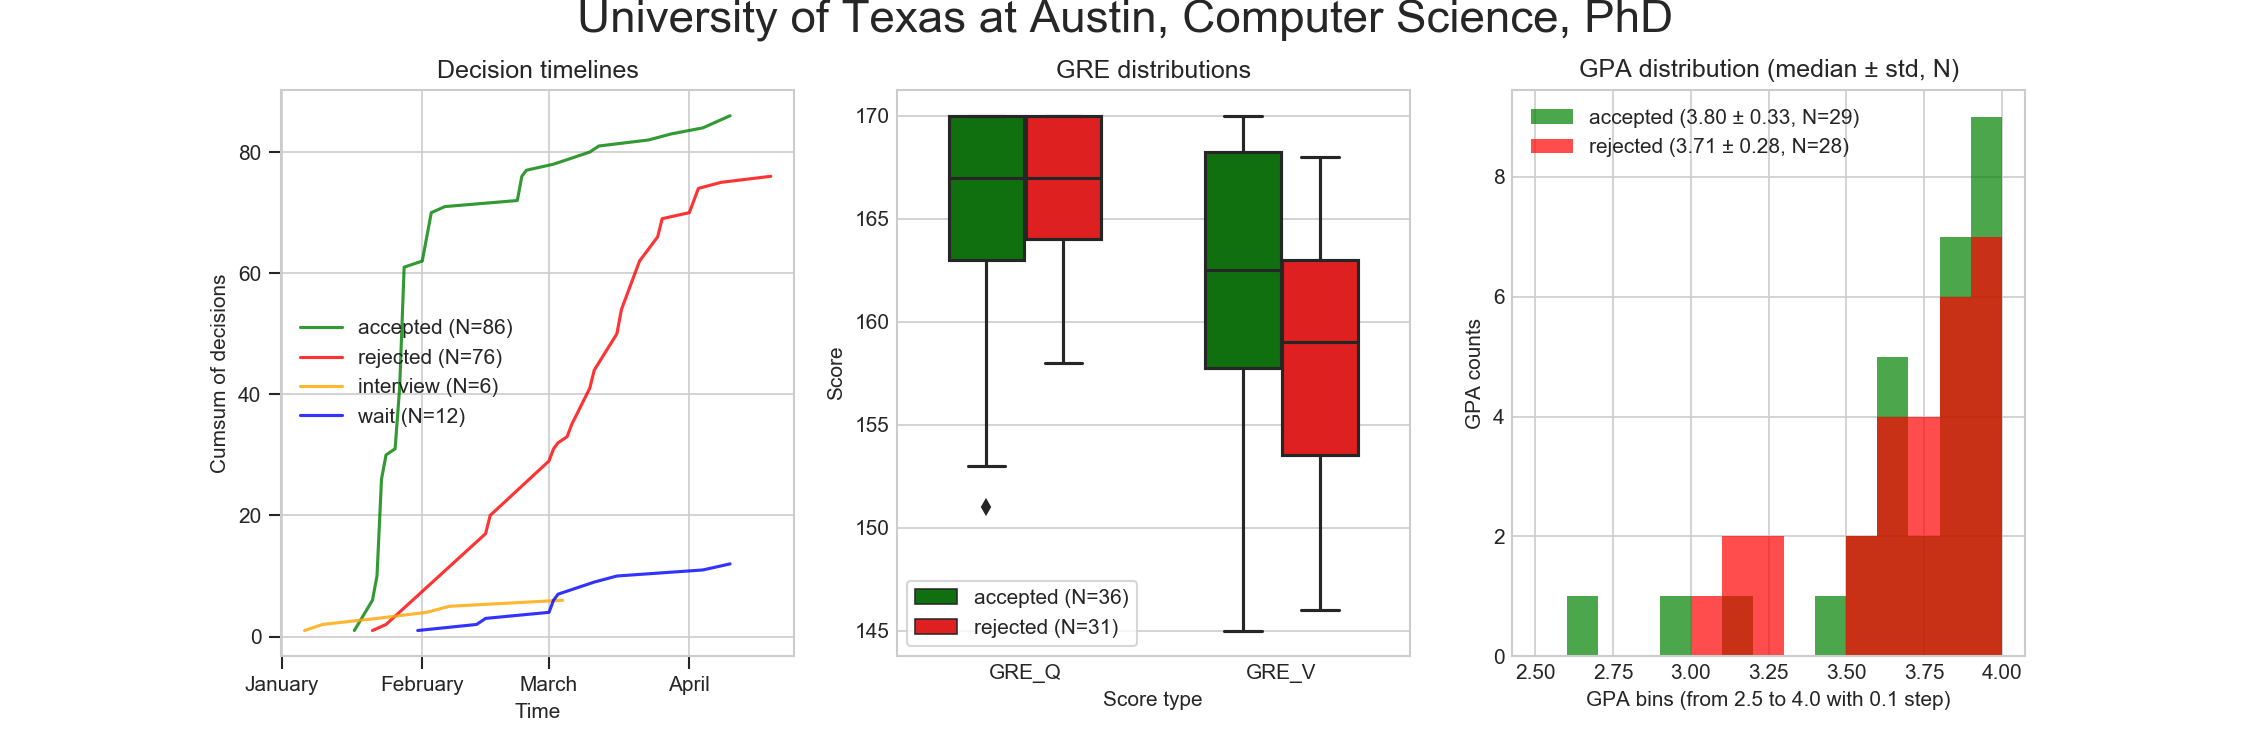 University of Texas at Austin, Computer Science, PhD
Decision timelines
80
60
40
20
0
Cumsum of decisions
accepted (N=86)
rejected (N=76)
interview (N=6)
wait (N=12)
January
February
March
April
Time
GRE distributions
170
165
160
155
150
145
Score
accepted (N=36)
rejected (N=31)
GRE_Q
GRE_V
Score type
GPA distribution (median ± std, N)
accepted (3.80 ± 0.33, N=29)
rejected (3.71 ± 0.28, N=28)
8
6
4
2
0
GPA counts
2.50
2.75
3.00
3.25
3.50
3.75
4.00
GPA bins (from 2.5 to 4.0 with 0.1 step)